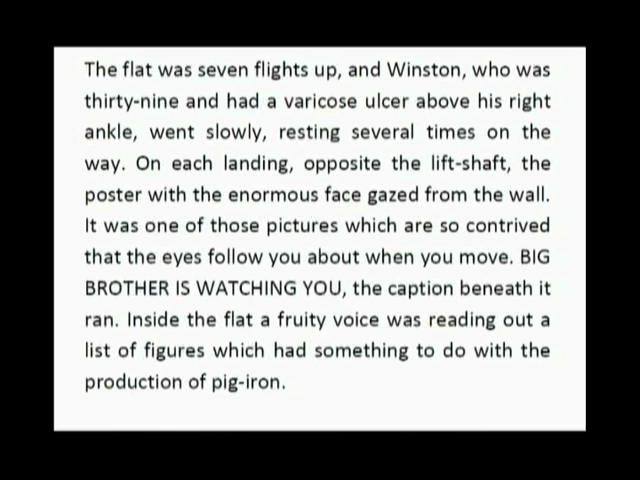 The flat was seven flights up, and Winston, who was
thirty-nine and had a varicose ulcer above his right
ankle, went slowly, resting several times on the
way. On each landing, opposite the lift-shaft, the
poster with the enormous face gazed from the wall.
It was one of those pictures which are so contrived
that the eyes follow you about when you move. BIG
BROTHER IS WATCHING YOU, the caption beneath it
ran. Inside the flat a fruity voice was reading out a
list of figures which had something to do with the
production of pig-iron.